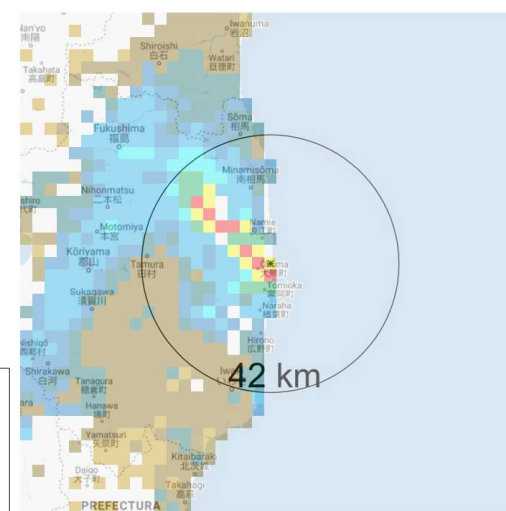 Iwanuma
岩沼
Nan'yo
南陽
Shiroishi
白石
Watari
亘理町
Takahata
高畠町
Sōma
相馬
Fukushima
福島
Minamisōma
南相馬
Nihonmatsu
二本松
Namie
浪江町
Motomiya
本宮
Kōriyama
郡山
Tamura
田村
大熊町
Tomioka
富岡町
Sukagawa
須賀川
Naraha
楢葉町
Nishigō
西郷村
Hirono
広野町
Shirakawa
白河
Tanagura
棚倉町
42 km
Hanawa
塙町
Yamatsuri
矢祭町
Kitaibaraki
北茨城
Daigo
大子町
Takahagi
高萩
PREFECTURA